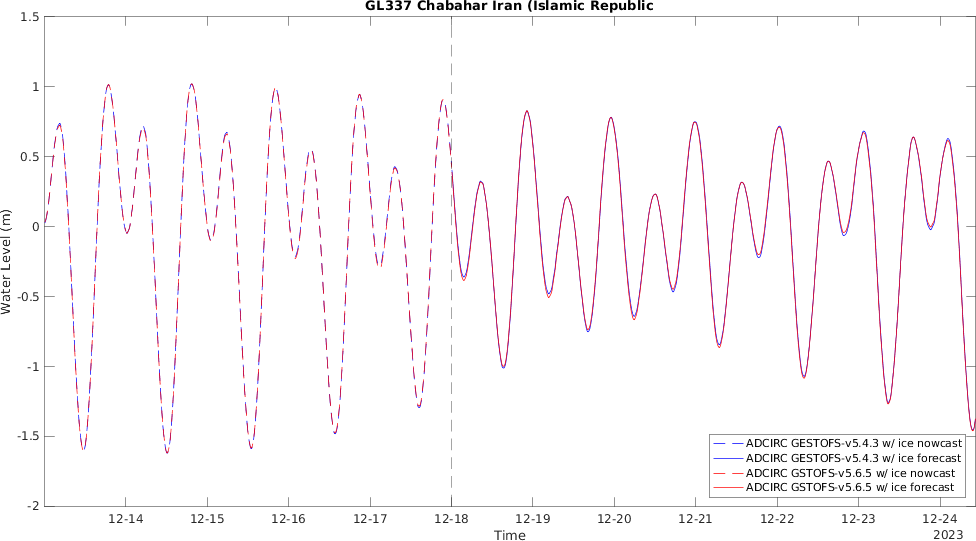 GL337 Chabahar Iran (Islamic Republic
1.5
1
0.5
0
-0.5
-1
-1.5
-2
Water Level (m)
ADCIRC GESTOFS-v5.4.3 w/ ice nowcast
ADCIRC GESTOFS-v5.4.3 w/ ice forecast
ADCIRC GSTOFS-v5.6.5 w/ ice nowcast
ADCIRC GSTOFS-v5.6.5 w/ ice forecast
12-14 12-15 12-16 12-17 12-18 12-19 12-20 12-21 12-22 12-23 12-24
Time
2023